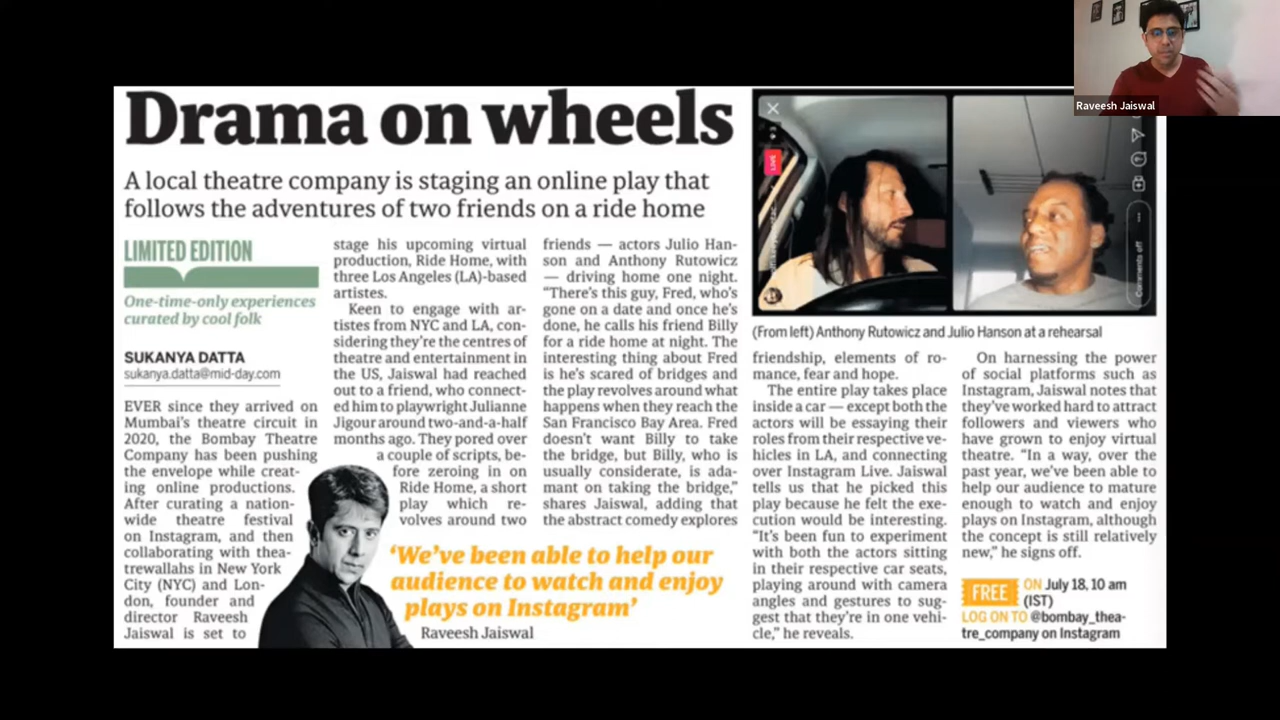 Raveesh Jaiswal
Drama on wheels
A local theatre company is staging an online play that
follows the adventures of two friends on a ride home
LIMITED EDITION
One-time-only experiences
curated by cool folk
SUKANYA DATTA
sukanya.datta@mid-day.com
EVER since they arrived on
Mumbai's theatre circuit in
2020, the Bombay Theatre
Company has been pushing
the envelope while creat-
ing online productions.
After curating a nation-
wide theatre festival
on Instagram, and then
collaborating with thea-
trewallahs in New York
City (NYC) and Lon-
don, founder and
director Raveesh
Jaiswal is set to
stage his upcoming virtual
production, Ride Home, with
three Los Angeles (LA)-based
artistes.
Keen to engage with ar-
tistes from NYC and LA, con-
sidering they're the centres of
theatre and entertainment in
the US, Jaiswal had reached
out to a friend, who connect-
ed him to playwright Julianne
Jigour around two-and-a-half
months ago. They pored over
a couple of scripts, be-
fore zeroing in on
Ride Home, a short
play which re-
volves around two
friends — actors Julio Han-
son and Anthony Rutowicz
— driving home one night.
"There's this guy, Fred, who's
gone on a date and once he's
done, he calls his friend Billy
for a ride home at night. The
interesting thing about Fred
is he's scared of bridges and
the play revolves around what
happens when they reach the
San Francisco Bay Area. Fred
doesn't want Billy to take
the bridge, but Billy, who is
usually considerate, is ada-
mant on taking the bridge,"
shares Jaiswal, adding that
the abstract comedy explores
'We've been able to help our
audience to watch and enjoy
plays on Instagram'
Raveesh Jaiswal
LIVE
Comments off
(From left) Anthony Rutowicz and Julio Hanson at a rehearsal
friendship, elements of ro-
mance, fear and hope.
The entire play takes place
inside a car — except both the
actors will be essaying their
roles from their respective ve-
hicles in LA, and connecting
over Instagram Live. Jaiswal
tells us that he picked this
play because he felt the exe-
cution would be interesting.
"It's been fun to experiment
with both the actors sitting
in their respective car seats,
playing around with camera
angles and gestures to sug-
gest that they're in one vehi-
cle," he reveals.
On harnessing the power
of social platforms such as
Instagram, Jaiswal notes that
they've worked hard to attract
followers and viewers who
have grown to enjoy virtual
theatre. "In a way, over the
past year, we've been able to
help our audience to mature
enough to watch and enjoy
plays on Instagram, although
the concept is still relatively
new," he signs off.
FREE
ON July 18, 10 am
(IST)
LOG ON TO @bombay_thea-
tre_company on Instagram